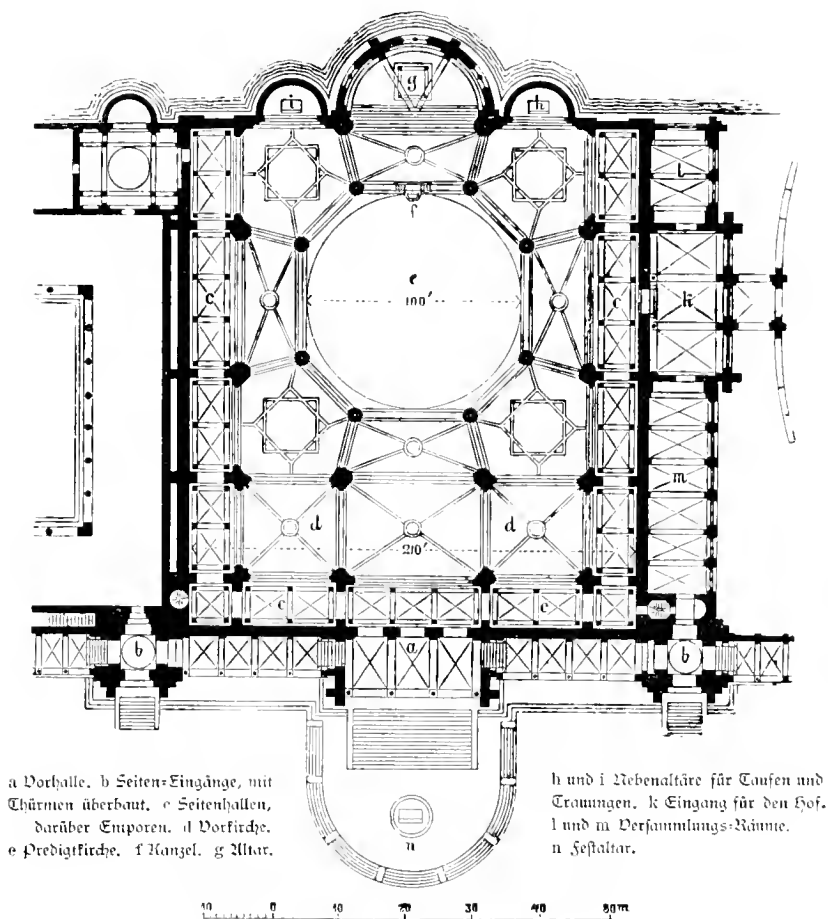 g
i
h
l
f
e
100'
c
c
k
m
d
d
210'
c
c
a
b
b
n
a Vorhalle. b Seiten=Eingänge, mit
Thürmen überbaut. c Seitenhallen,
darüber Emporen. d Vorkirche.
e Predigtkirche. f Kanzel. g Altar.
h und i Nebenaltäre für Taufen und
Trauungen. k Eingang für den Hof.
l und m Versammlungs=Räume.
n Festaltar.
10 0 10 20 30 40 50m